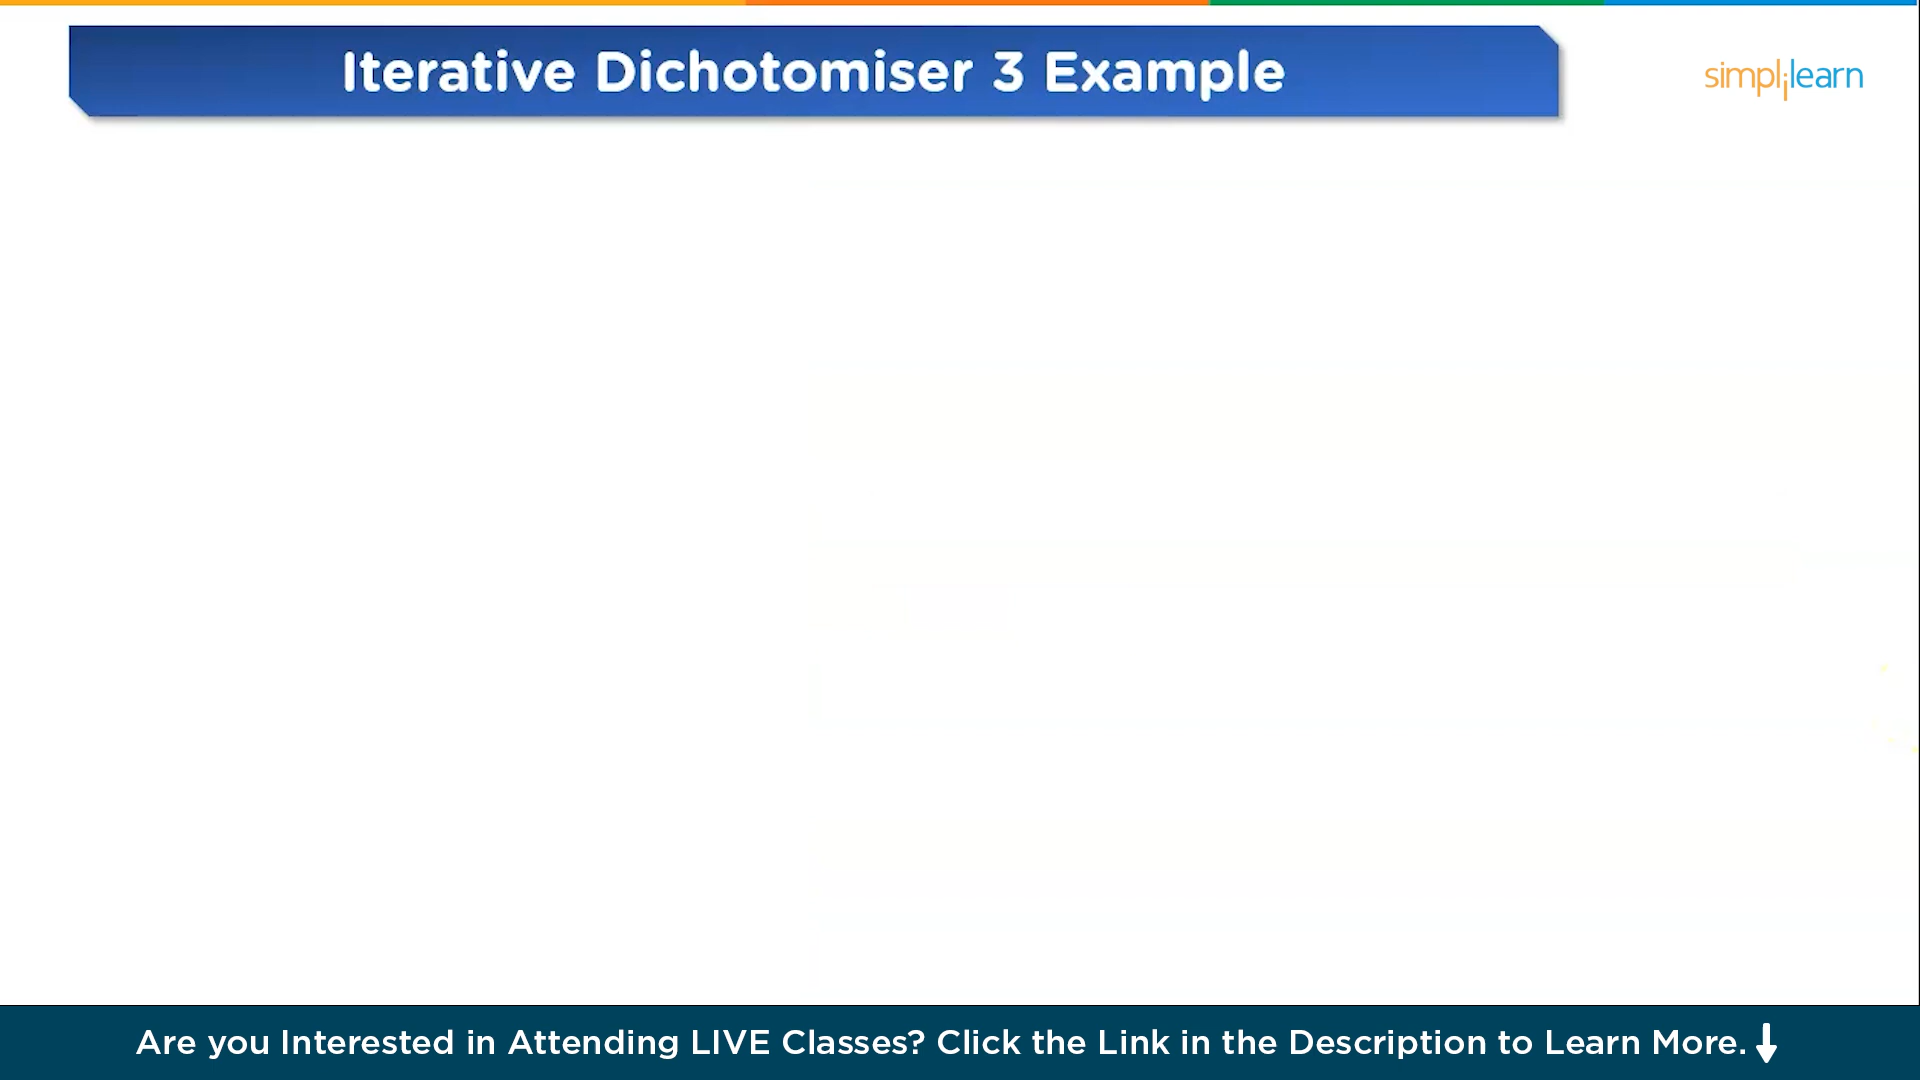 Iterative Dichotomiser 3 Example
simplilearn
Are you Interested in Attending LIVE Classes? Click the Link in the Description to Learn More.